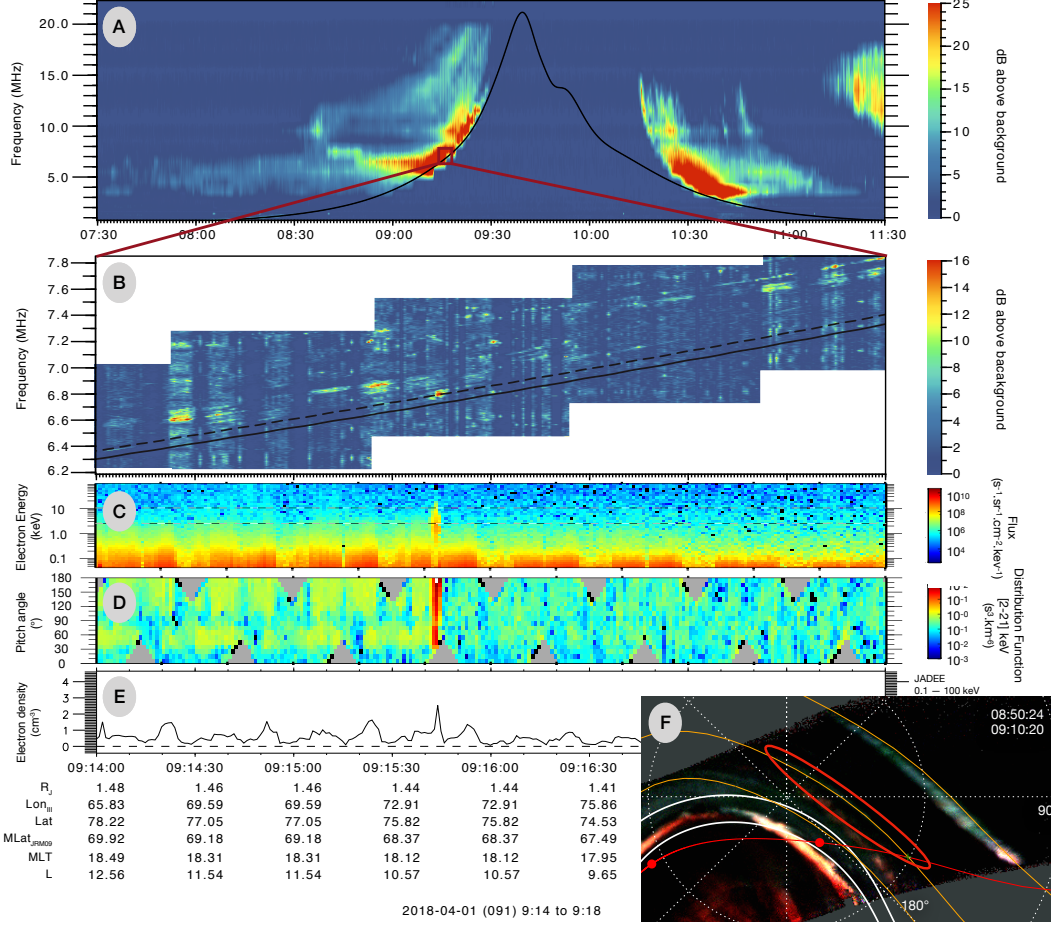 A
20.0
15.0
10.0
5.0
Frequency (MHz)
07:30 08:00 08:30 09:00 09:30 10:00 10:30 11:00 11:30
25
20
15
10
5
0
dB above background
B
7.8
7.6
7.4
7.2
7.0
6.8
6.6
6.4
6.2
Frequency (MHz)
16
14
12
10
8
6
4
2
0
dB above bacakground
C
10
1.0
0.1
Electron Energy
(keV)
10¹⁰
10⁸
10⁶
10⁴
Flux
(s⁻¹.sr⁻¹.cm⁻².kev⁻¹)
D
180
150
120
90
60
30
0
Pitch angle
(°)
10⁻¹
10⁻¹
10⁻⁰
10⁻¹
10⁻²
10⁻³
Distribution Function
[2-21] keV
(s³.km⁻⁶)
E
4
3
2
1
0
Electron density
(cm³)
JADEE
0.1 — 100 keV
09:14:00 09:14:30 09:15:00 09:15:30 09:16:00 09:16:30
R_J 1.48 1.46 1.46 1.44 1.44 1.41
Lon_III 65.83 69.59 69.59 72.91 72.91 75.86
Lat 78.22 77.05 77.05 75.82 75.82 74.53
MLat_JRM09 69.92 69.18 69.18 68.37 68.37 67.49
MLT 18.49 18.31 18.31 18.12 18.12 17.95
L 12.56 11.54 11.54 10.57 10.57 9.65
2018-04-01 (091) 9:14 to 9:18
F
08:50:24
09:10:20
90
180°